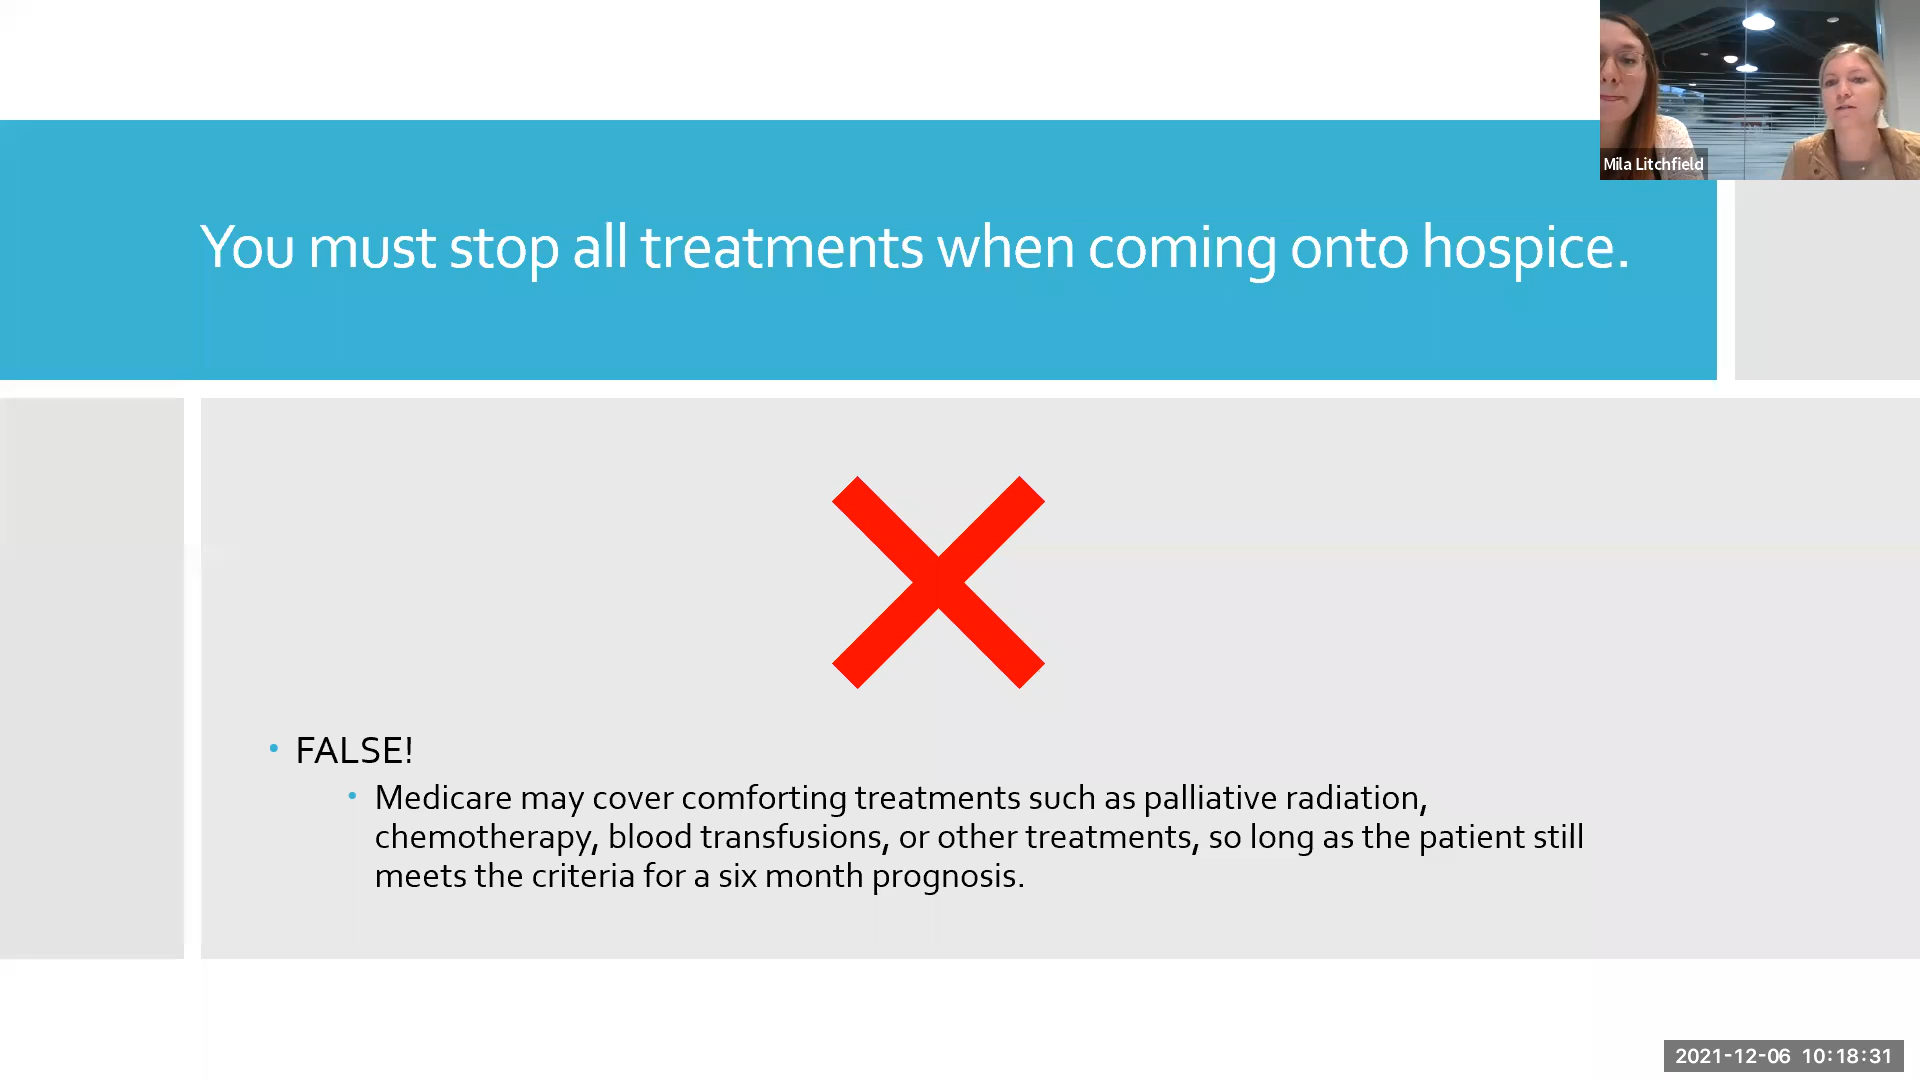 Mila Litchfield
You must stop all treatments when coming onto hospice.
• FALSE!
• Medicare may cover comforting treatments such as palliative radiation,
chemotherapy, blood transfusions, or other treatments, so long as the patient still
meets the criteria for a six month prognosis.
2021-12-06 10:18:31